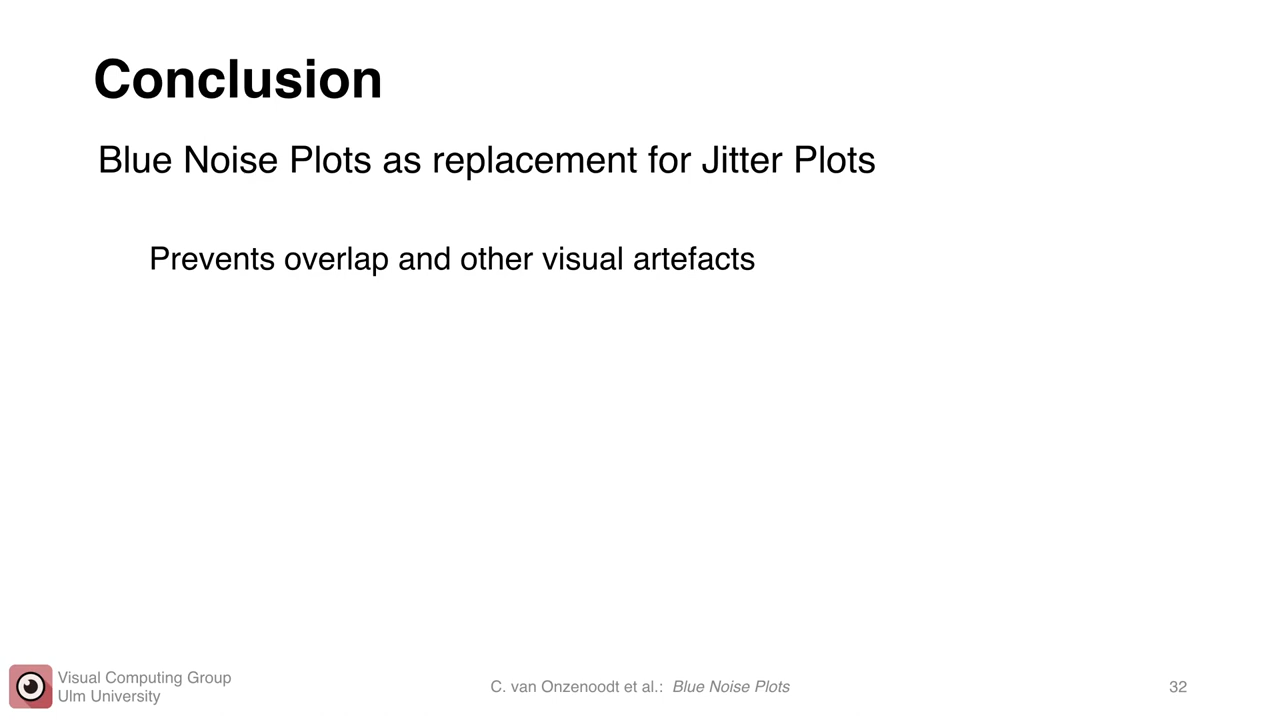 Conclusion
Blue Noise Plots as replacement for Jitter Plots
Prevents overlap and other visual artefacts
Visual Computing Group
Ulm University
C. van Onzenoodt et al.: Blue Noise Plots
32